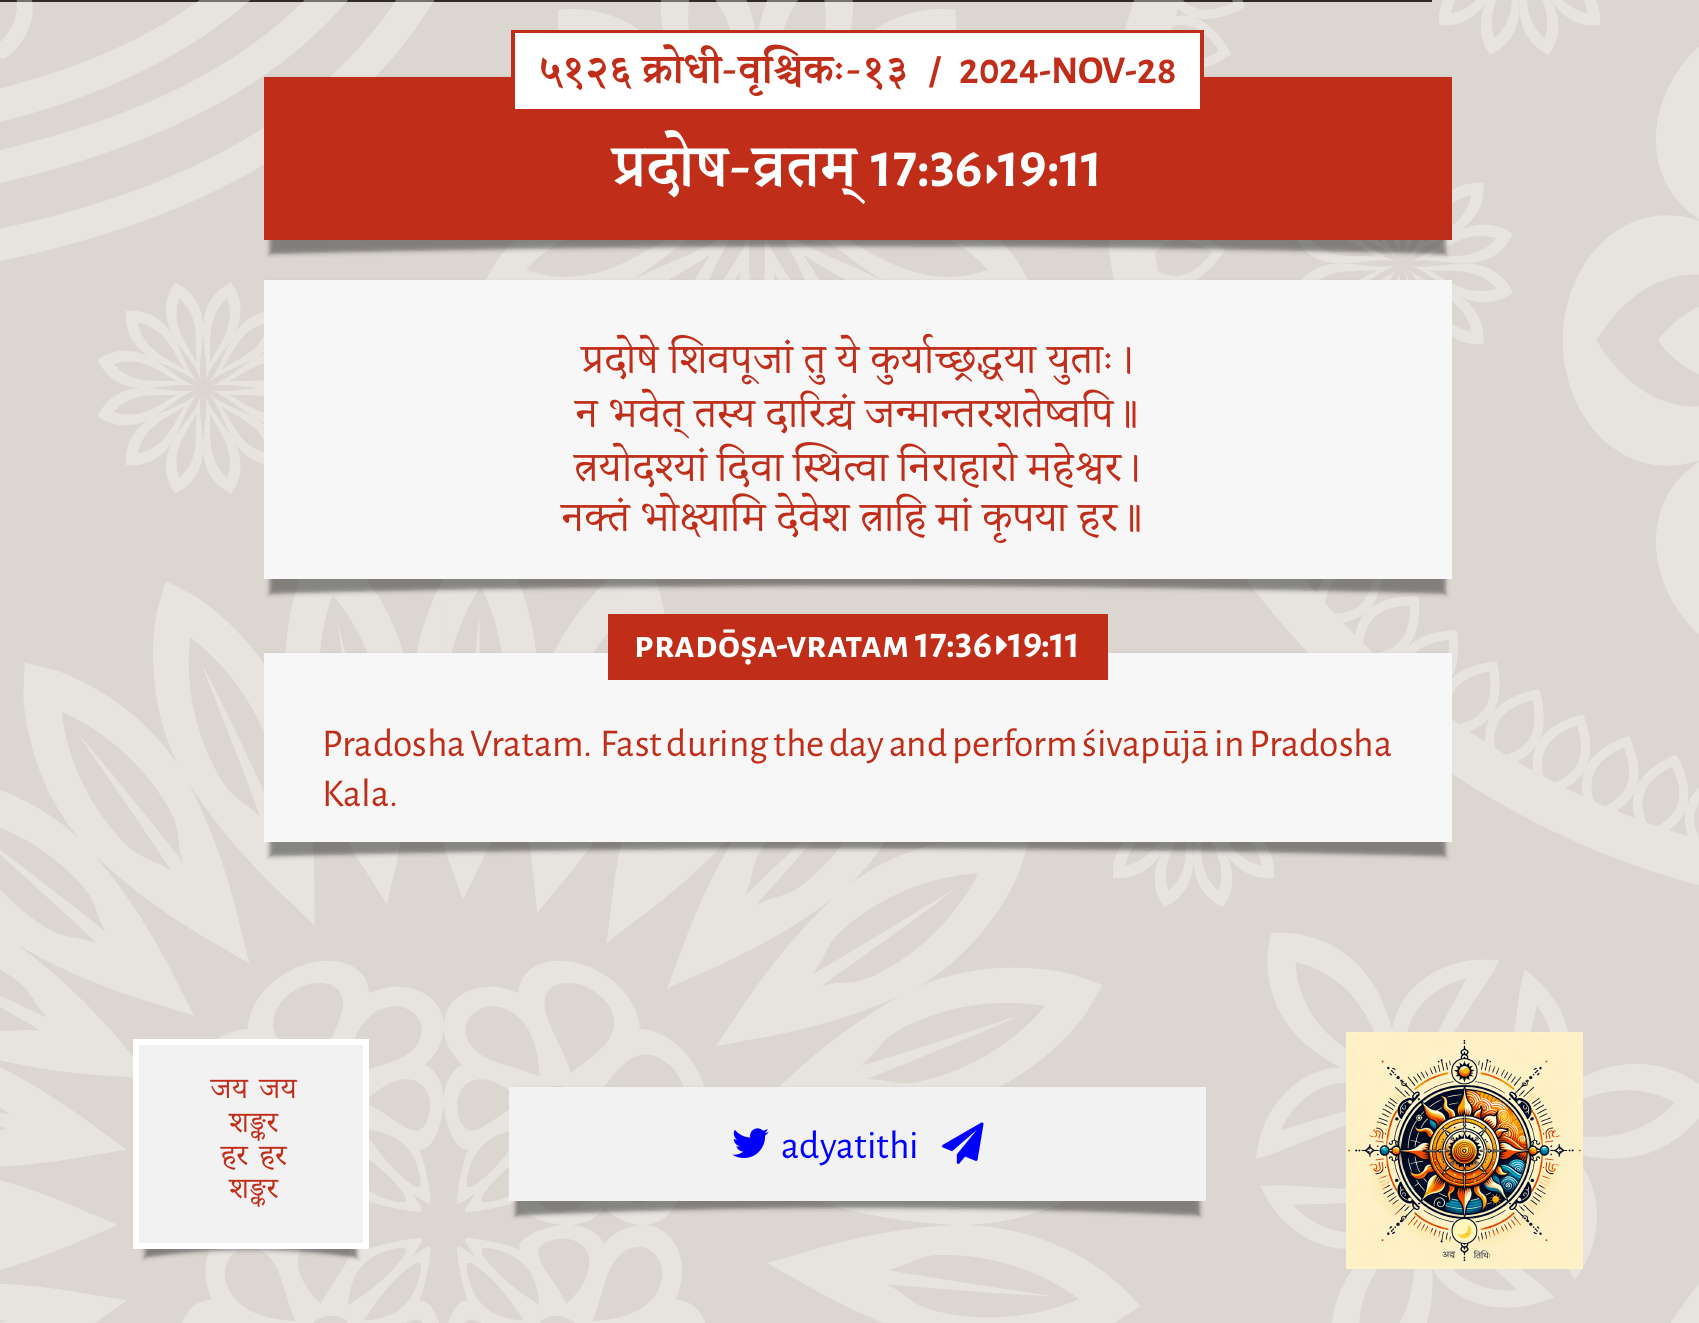 ५१२६ क्रोधी-वृश्चिकः-१३ / 2024-NOV-28
प्रदोष-व्रतम् 17:36▸19:11
प्रदोषे शिवपूजां तु ये कुर्याच्छ्रद्धया युताः।
न भवेत् तस्य दारिद्र्यं जन्मान्तरशतेष्वपि॥
त्रयोदश्यां दिवा स्थित्वा निराहारो महेश्वर।
नक्तं भोक्ष्यामि देवेश त्राहि मां कृपया हर॥
PRADŌṢA-VRATAM 17:36▸19:11
Pradosha Vratam. Fast during the day and perform śivapūjā in Pradosha
Kala.
जय जय
शङ्कर
हर हर
शङ्कर
adyatithi
अद्य तिथिः